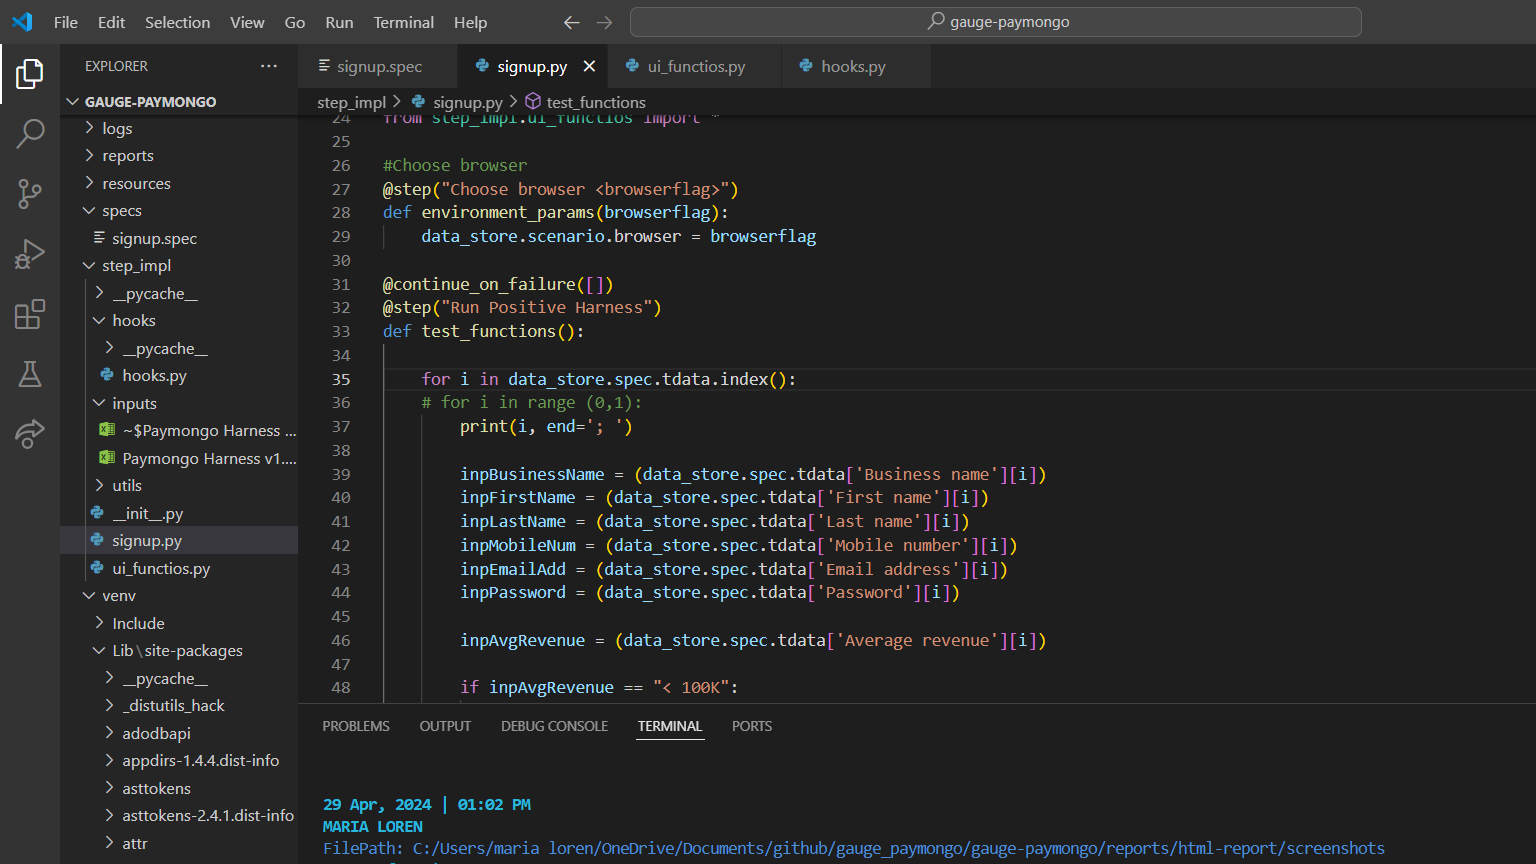 File Edit Selection View Go Run Terminal Help
gauge-paymongo
EXPLORER
signup.spec
signup.py
ui_functios.py
hooks.py
GAUGE-PAYMONGO
step_impl > signup.py > test_functions
logs
reports
resources
specs
signup.spec
step_impl
__pycache__
hooks
__pycache__
hooks.py
inputs
~$Paymongo Harness ...
Paymongo Harness v1....
utils
__init__.py
signup.py
ui_functios.py
venv
Include
Lib\site-packages
__pycache__
_distutils_hack
adodbapi
appdirs-1.4.4.dist-info
asttokens
asttokens-2.4.1.dist-info
attr
24 from step_impl.ui_functios import *
25
26 #Choose browser
27 @step("Choose browser <browserflag>")
28 def environment_params(browserflag):
29 data_store.scenario.browser = browserflag
30
31 @continue_on_failure([])
32 @step("Run Positive Harness")
33 def test_functions():
34
35 for i in data_store.spec.tdata.index():
36 # for i in range (0,1):
37 print(i, end='; ')
38
39 inpBusinessName = (data_store.spec.tdata['Business name'][i])
40 inpFirstName = (data_store.spec.tdata['First name'][i])
41 inpLastName = (data_store.spec.tdata['Last name'][i])
42 inpMobileNum = (data_store.spec.tdata['Mobile number'][i])
43 inpEmailAdd = (data_store.spec.tdata['Email address'][i])
44 inpPassword = (data_store.spec.tdata['Password'][i])
45
46 inpAvgRevenue = (data_store.spec.tdata['Average revenue'][i])
47
48 if inpAvgRevenue == "< 100K":
PROBLEMS OUTPUT DEBUG CONSOLE TERMINAL PORTS
29 Apr, 2024 | 01:02 PM
MARIA LOREN
FilePath: C:/Users/maria loren/OneDrive/Documents/github/gauge_paymongo/gauge-paymongo/reports/html-report/screenshots